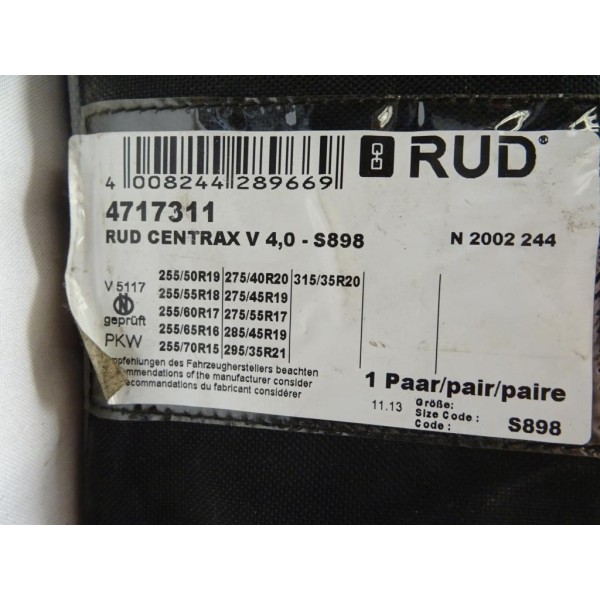 RUD®
4 008244 289669
4717311
RUD CENTRAX V 4,0 - S898
N 2002 244
V 5117
N
geprüft
PKW
255/50R19 275/40R20 315/35R20
255/55R18 275/45R19
255/60R17 275/55R17
255/65R16 285/45R19
255/70R15 295/35R21
des Fahrzeugherstellers beachten
of the manufacturer consider
du fabricant considérer
1 Paar/pair/paire
11.13
Größe:
Size Code :
Code :
S898